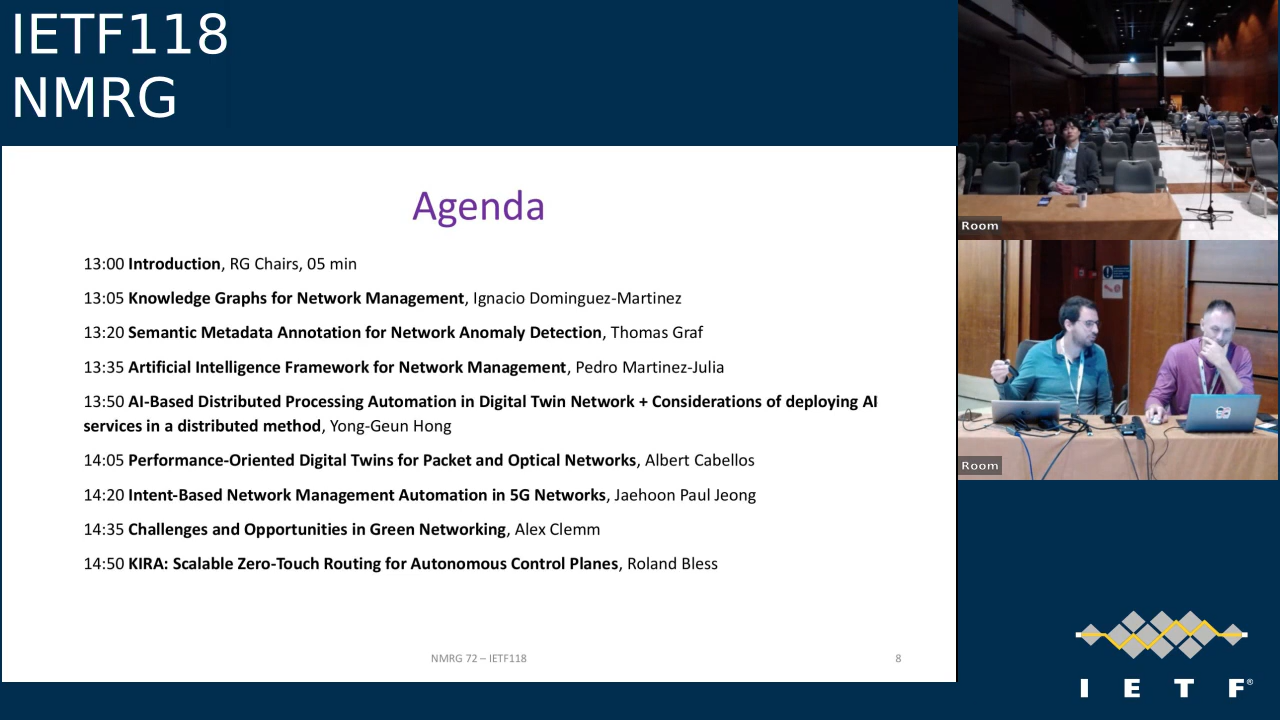 IETF118
NMRG
Agenda
13:00 Introduction, RG Chairs, 05 min
13:05 Knowledge Graphs for Network Management, Ignacio Dominguez-Martinez
13:20 Semantic Metadata Annotation for Network Anomaly Detection, Thomas Graf
13:35 Artificial Intelligence Framework for Network Management, Pedro Martinez-Julia
13:50 AI-Based Distributed Processing Automation in Digital Twin Network + Considerations of deploying AI
services in a distributed method, Yong-Geun Hong
14:05 Performance-Oriented Digital Twins for Packet and Optical Networks, Albert Cabellos
14:20 Intent-Based Network Management Automation in 5G Networks, Jaehoon Paul Jeong
14:35 Challenges and Opportunities in Green Networking, Alex Clemm
14:50 KIRA: Scalable Zero-Touch Routing for Autonomous Control Planes, Roland Bless
NMRG 72 – IETF118
8
Room
Room
I E T F®